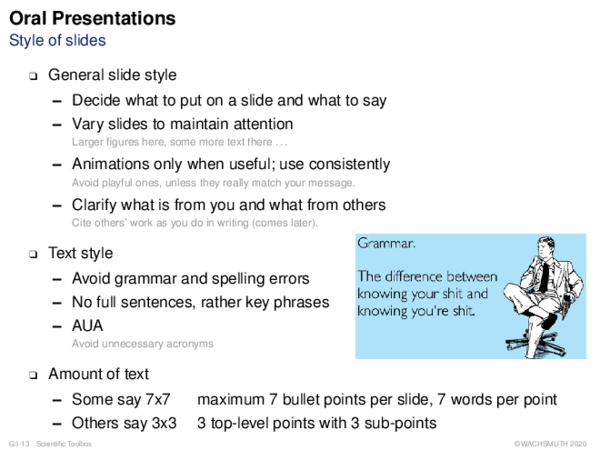 Oral Presentations
Style of slides
❑ General slide style
– Decide what to put on a slide and what to say
– Vary slides to maintain attention
Larger figures here, some more text there . . .
– Animations only when useful; use consistently
Avoid playful ones, unless they really match your message.
– Clarify what is from you and what from others
Cite others' work as you do in writing (comes later).
❑ Text style
– Avoid grammar and spelling errors
– No full sentences, rather key phrases
– AUA
Avoid unnecessary acronyms
Grammar.
The difference between
knowing your shit and
knowing you're shit.
❑ Amount of text
– Some say 7x7 maximum 7 bullet points per slide, 7 words per point
– Others say 3x3 3 top-level points with 3 sub-points
G:I-13 Scientific Toolbox ©WACHSMUTH 2020